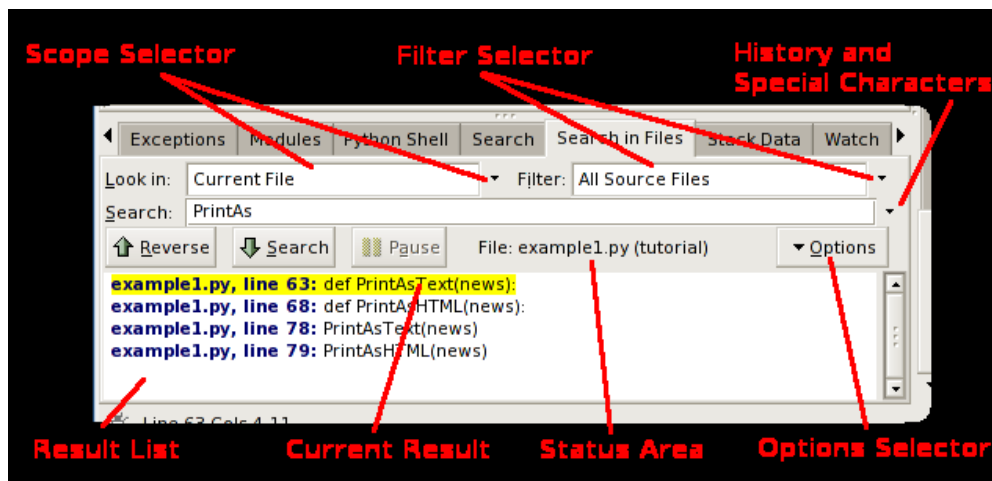 Scope Selector
Filter Selector
History and
Special Characters
Exceptions Modules Python Shell Search Search in Files Stack Data Watch
Look in: Current File Filter: All Source Files
Search: PrintAs
Reverse Search Pause File: example1.py (tutorial) Options
example1.py, line 63: def PrintAsText(news):
example1.py, line 68: def PrintAsHTML(news):
example1.py, line 78: PrintAsText(news)
example1.py, line 79: PrintAsHTML(news)
Line 63 Cols 4-11
Result List Current Result Status Area Options Selector